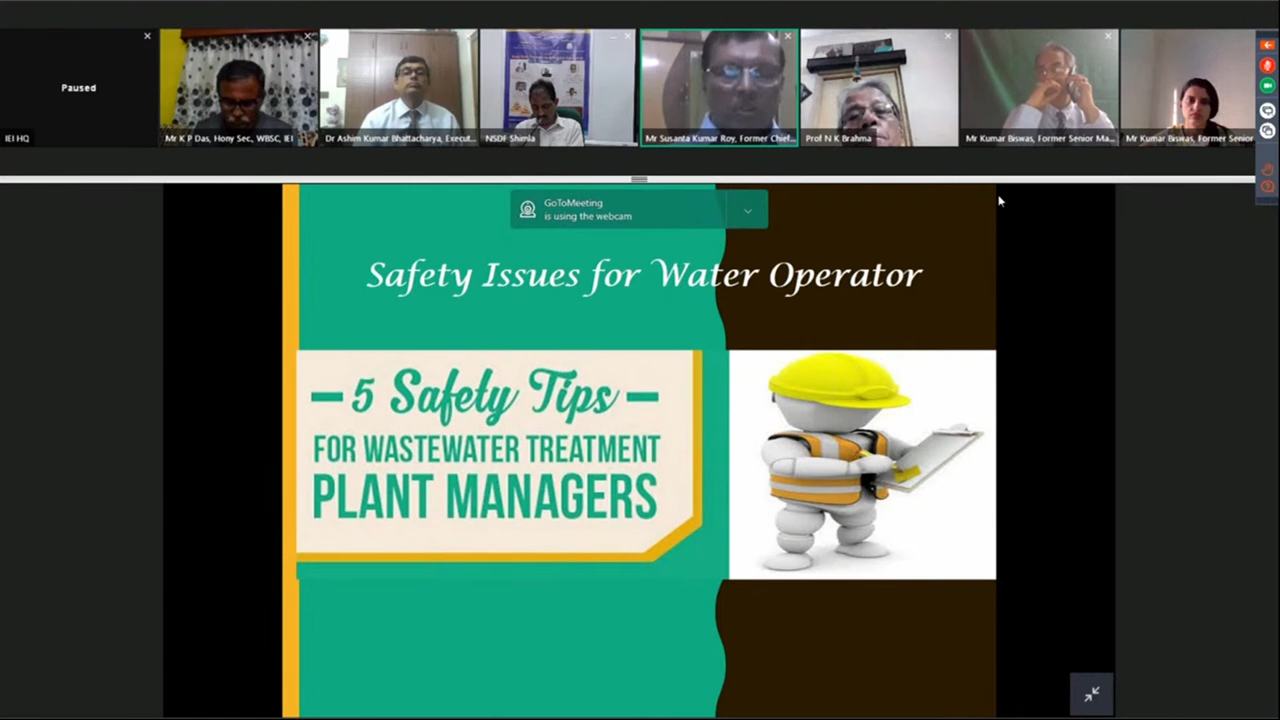 Paused
IEI HQ
Mr K P Das, Hony Sec, WBSC, IEI
Dr Ashim Kumar Bhattacharya, Execut...
NSDF Shimla
Mr Susanta Kumar Roy, Former Chief...
Prof N K Brahma
Mr Kumar Biswas, Former Senior Ma...
Mr Kumar Biswas, Former Senior
GoToMeeting
is using the webcam
Safety Issues for Water Operator
5 Safety Tips
FOR WASTEWATER TREATMENT
PLANT MANAGERS